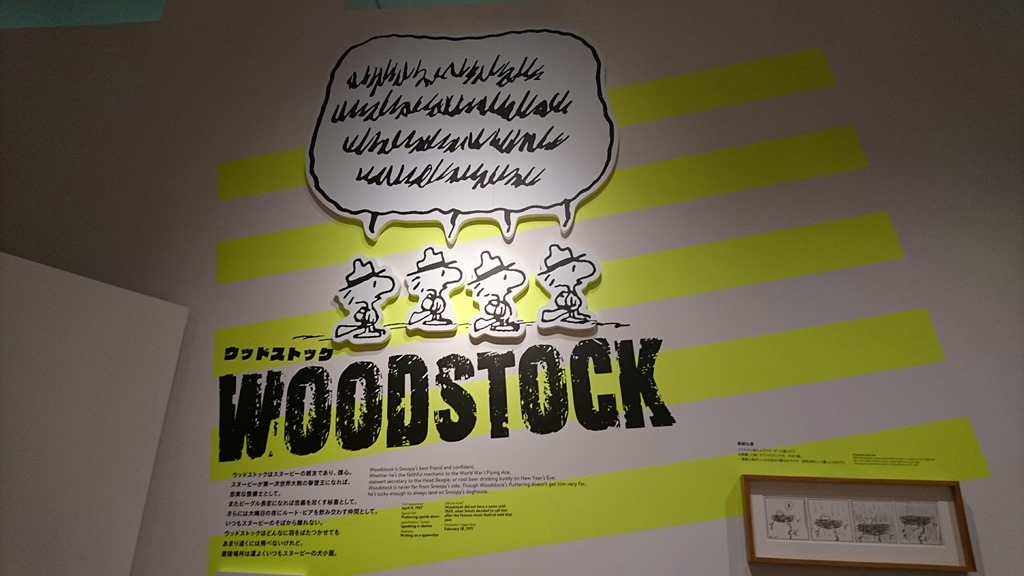 ウッドストック
WOODSTOCK
ウッドストックはスヌーピーの親友であり、腹心。
スヌーピーが第一次世界大戦の撃墜王になれば、
忠実な整備士として、
またビーグル長官になれば忠義を尽くす秘書として、
さらには大晦日の夜にルート・ビアを飲み交わす仲間として、
いつもスヌーピーのそばから離れない。
ウッドストックはどんなに羽をばたつかせても
あまり遠くには飛べないけれど、
着陸場所は運よくいつもスヌーピーの犬小屋。
Woodstock is Snoopy's best friend and confidant.
Whether he's the faithful mechanic to the World War I Flying Ace,
stalwart secretary to the Head Beagle, or root beer drinking buddy on New Year's Eve,
Woodstock is never far from Snoopy's side. Though Woodstock's fluttering doesn't get him very far,
he's lucky enough to always land on Snoopy's doghouse.
April 4, 1967
Fluttering upside down
Speaking in dashes
Writing on a typewriter
Woodstock did not have a name until
1970, when Schulz decided to call him
after the famous music festival held that
year.
February 18, 1971